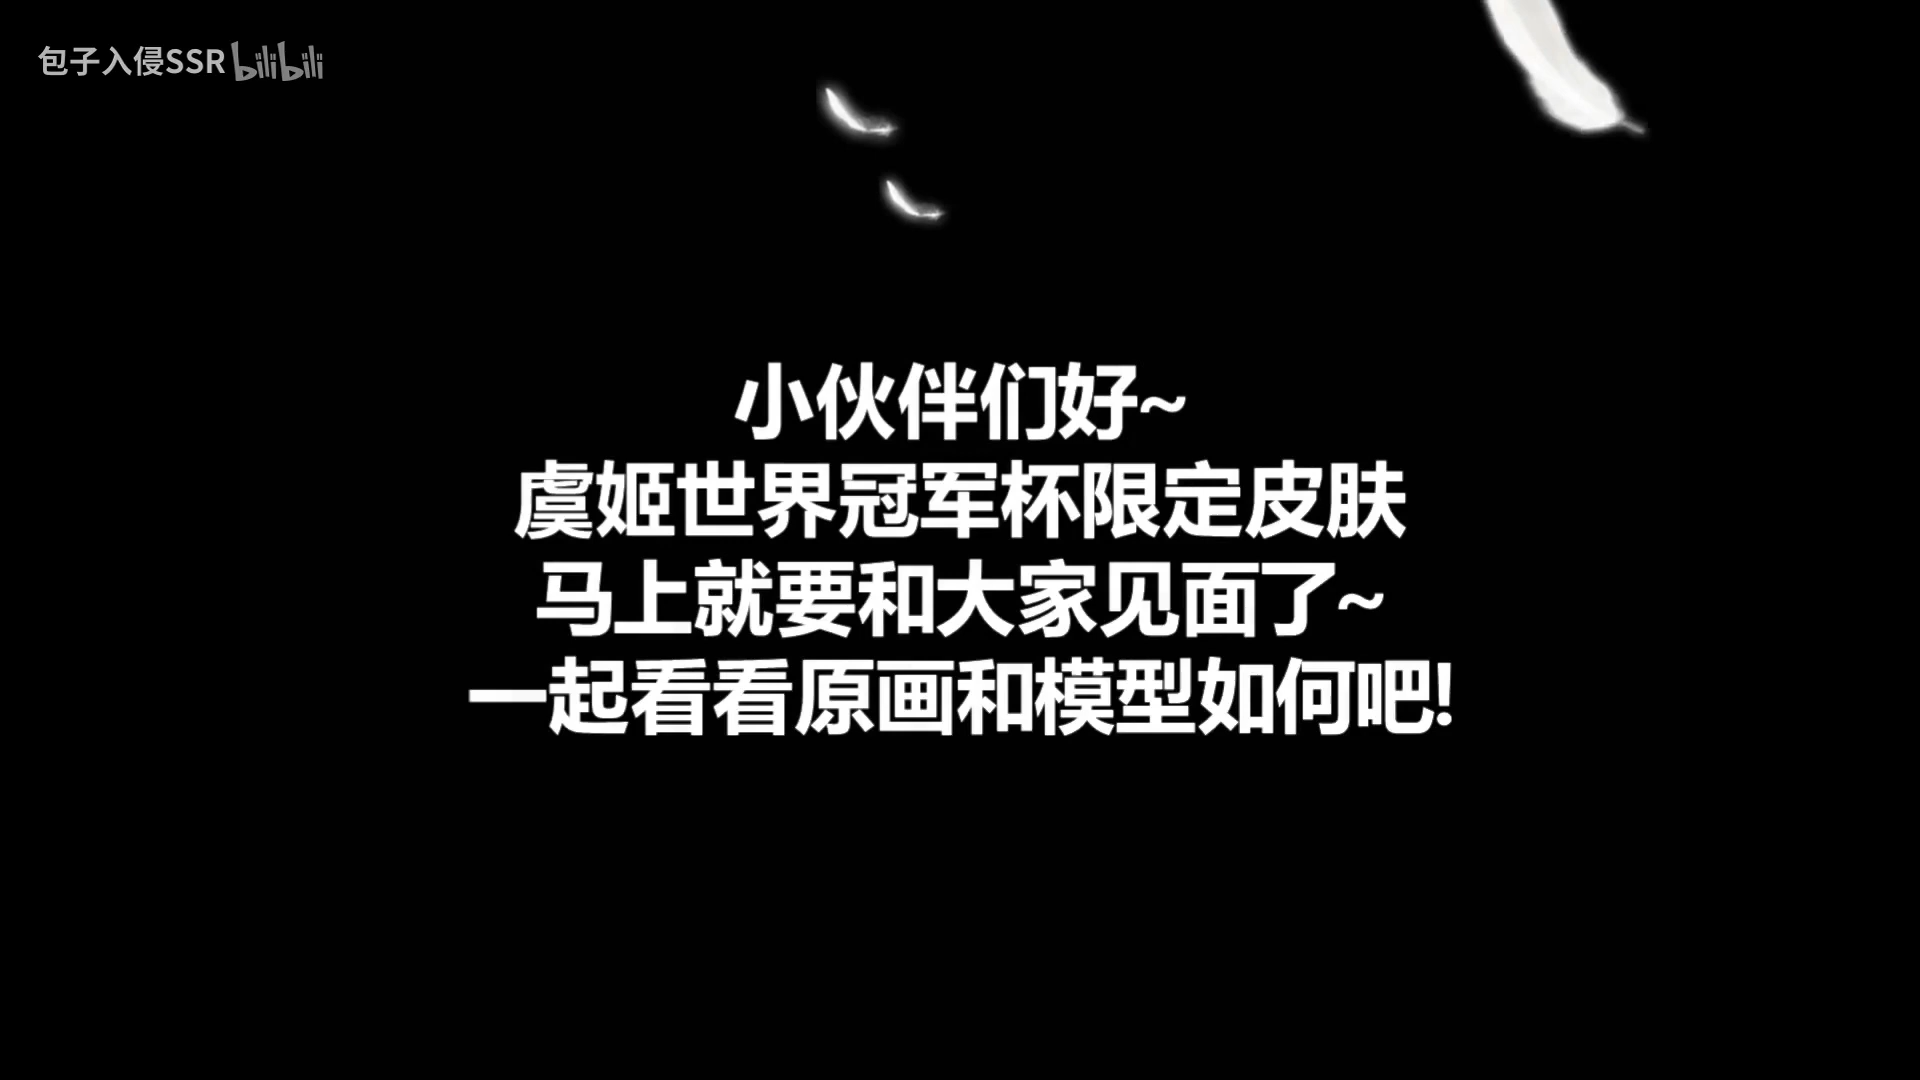 包子入侵SSR bilibili
小伙伴们好~
虞姬世界冠军杯限定皮肤
马上就要和大家见面了~
一起看看原画和模型如何吧!